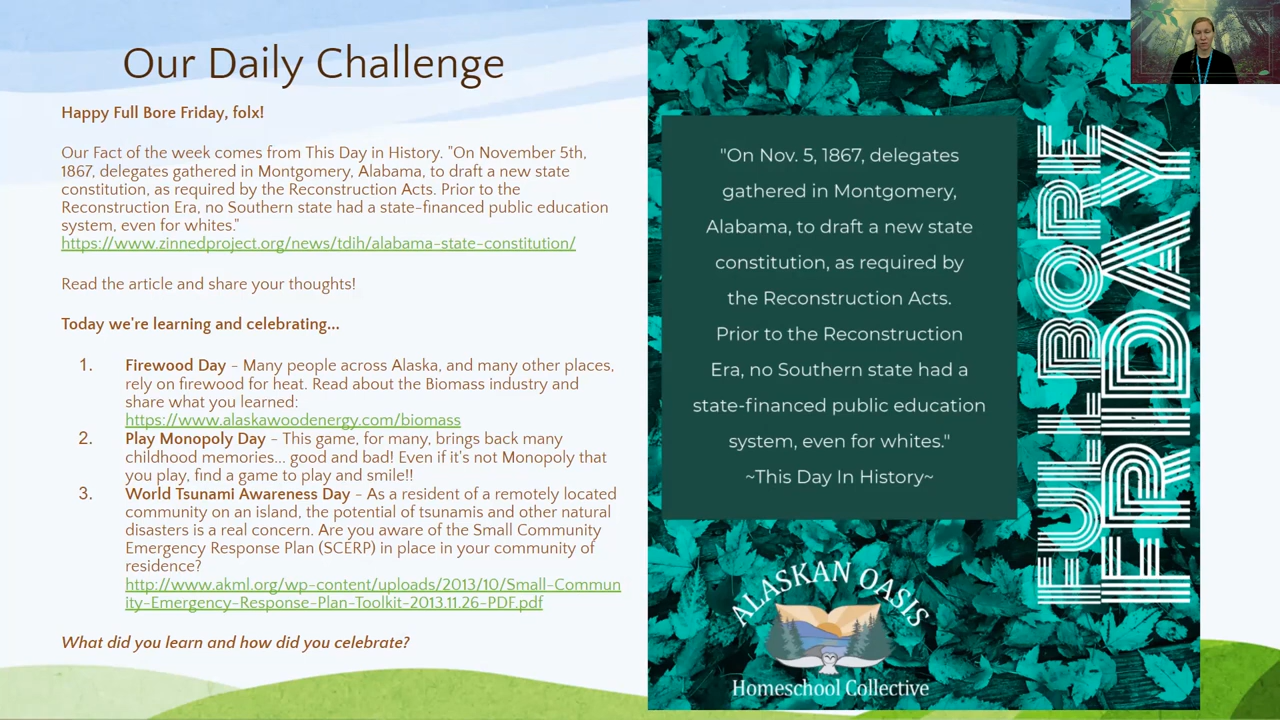 Our Daily Challenge
Happy Full Bore Friday, folx!
Our Fact of the week comes from This Day in History. "On November 5th,
1867, delegates gathered in Montgomery, Alabama, to draft a new state
constitution, as required by the Reconstruction Acts. Prior to the
Reconstruction Era, no Southern state had a state-financed public education
system, even for whites."
https://www.zinnedproject.org/news/tdih/alabama-state-constitution/
Read the article and share your thoughts!
Today we're learning and celebrating...
1. Firewood Day - Many people across Alaska, and many other places,
rely on firewood for heat. Read about the Biomass industry and
share what you learned:
https://www.alaskawoodenergy.com/biomass
2. Play Monopoly Day - This game, for many, brings back many
childhood memories... good and bad! Even if it's not Monopoly that
you play, find a game to play and smile!!
3. World Tsunami Awareness Day - As a resident of a remotely located
community on an island, the potential of tsunamis and other natural
disasters is a real concern. Are you aware of the Small Community
Emergency Response Plan (SCERP) in place in your community of
residence?
http://www.akml.org/wp-content/uploads/2013/10/Small-Commun
ity-Emergency-Response-Plan-Toolkit-2013.11.26-PDF.pdf
What did you learn and how did you celebrate?
"On Nov. 5, 1867, delegates
gathered in Montgomery,
Alabama, to draft a new state
constitution, as required by
the Reconstruction Acts.
Prior to the Reconstruction
Era, no Southern state had a
state-financed public education
system, even for whites."
~This Day In History~
FULL BORE
FRIDAY
ALASKAN OASIS
Homeschool Collective